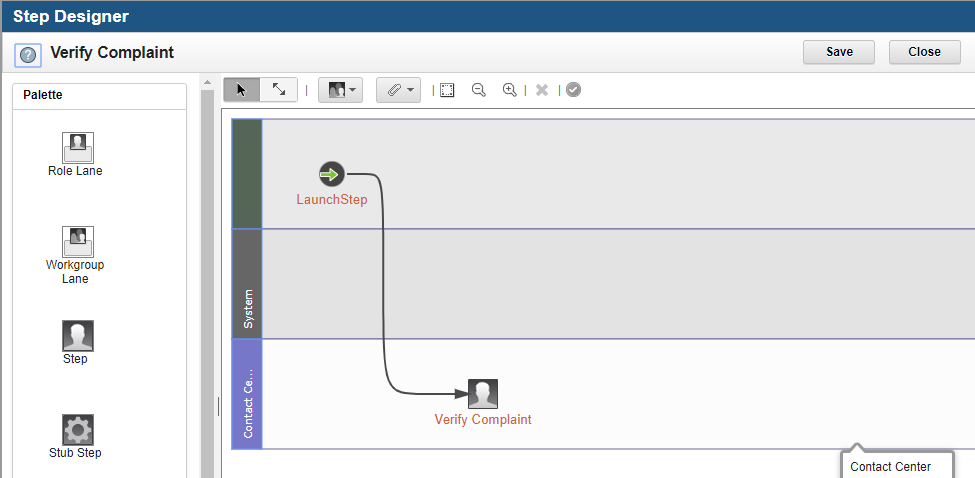 Step Designer
?
Verify Complaint
Save
Close
Palette
Role Lane
Workgroup
Lane
Step
Stub Step
LaunchStep
System
Contact Ce...
Verify Complaint
Contact Center